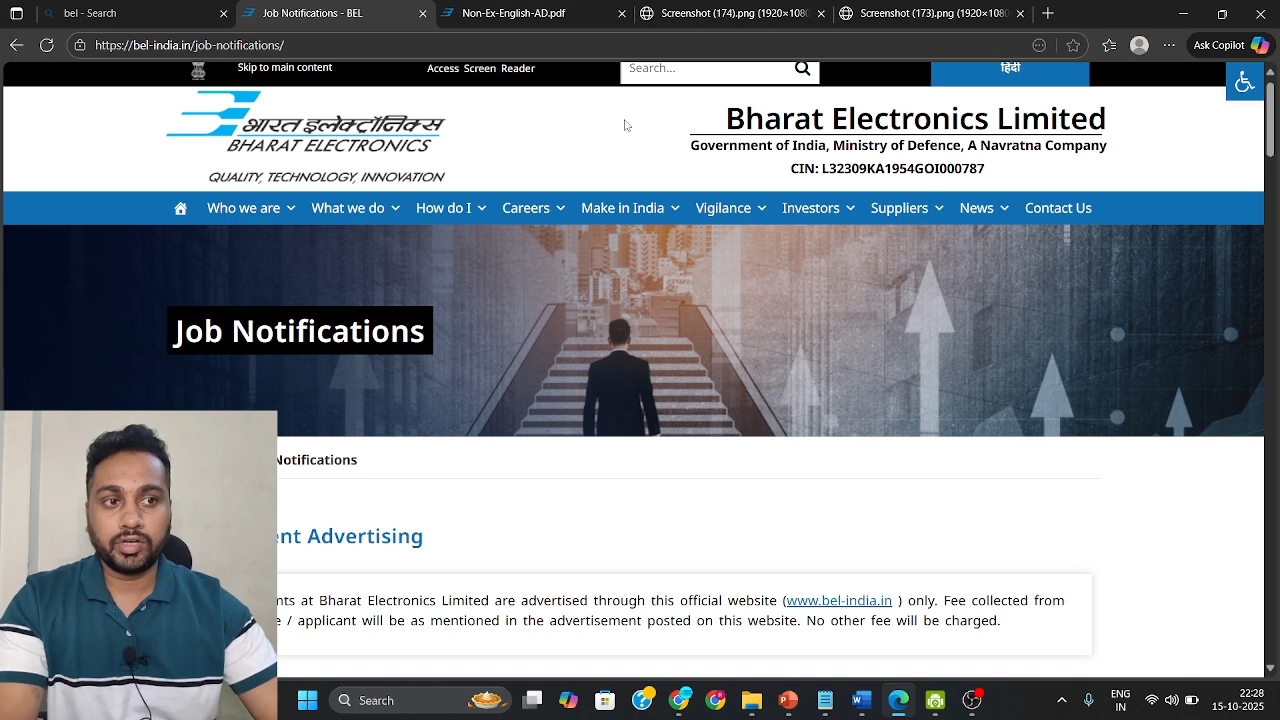 bel - Search
Job Notifications - BEL
Non-Ex-English-AD.pdf
Screenshot (174).png (1920×1080
Screenshot (173).png (1920×1080
https://bel-india.in/job-notifications/
Ask Copilot
Skip to main content
Access Screen Reader
Search...
हिंदी
भारत इलेक्ट्रॉनिक्स
BHARAT ELECTRONICS
QUALITY, TECHNOLOGY, INNOVATION
Bharat Electronics Limited
Government of India, Ministry of Defence, A Navratna Company
CIN: L32309KA1954GOI000787
Who we are
What we do
How do I
Careers
Make in India
Vigilance
Investors
Suppliers
News
Contact Us
Job Notifications
Notifications
nt Advertising
nts at Bharat Electronics Limited are advertised through this official website (www.bel-india.in ) only. Fee collected from
e / applicant will be as mentioned in the advertisement posted on this website. No other fee will be charged.
Search
ENG
IN
22:28
15-10-2025